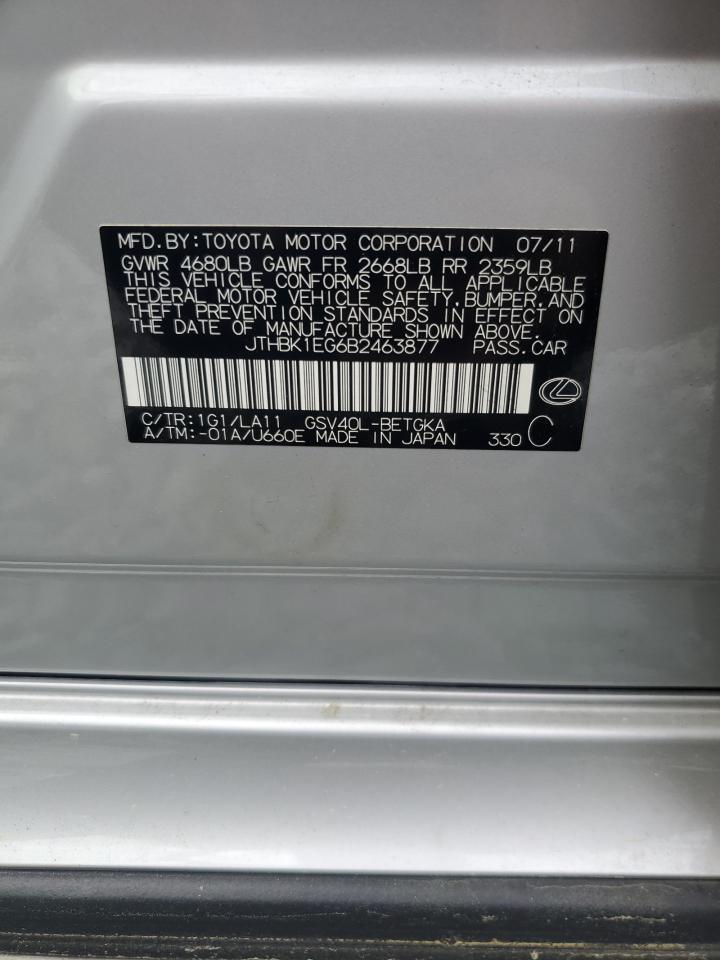 MFD.BY:TOYOTA MOTOR CORPORATION 07/11
GVWR 4680LB GAWR FR 2668LB RR 2359LB
THIS VEHICLE CONFORMS TO ALL APPLICABLE
FEDERAL MOTOR VEHICLE SAFETY,BUMPER,AND
THEFT PREVENTION STANDARDS IN EFFECT ON
THE DATE OF MANUFACTURE SHOWN ABOVE.
JTHBK1EG6B2463877 PASS.CAR
C/TR:1G1/LA11 GSV40L-BETGKA
A/TM:-01A/U660E MADE IN JAPAN 330 C